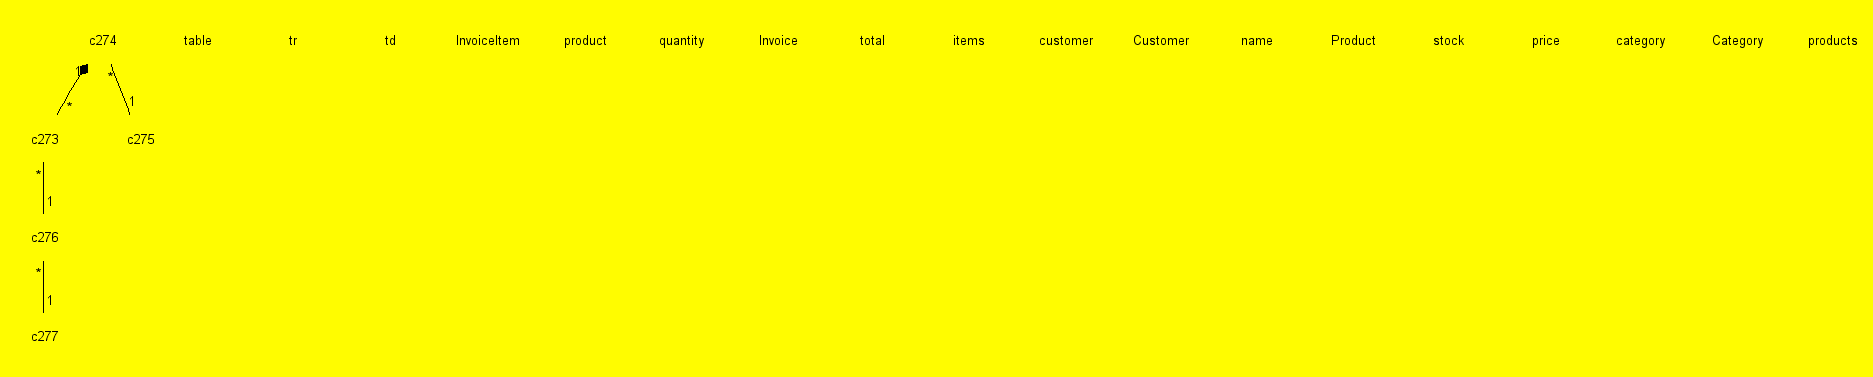 c274 table tr td InvoiceItem product quantity Invoice total items customer Customer name Product stock price category Category products
1 *
* 1
c273 c275
*
1
c276
*
1
c277